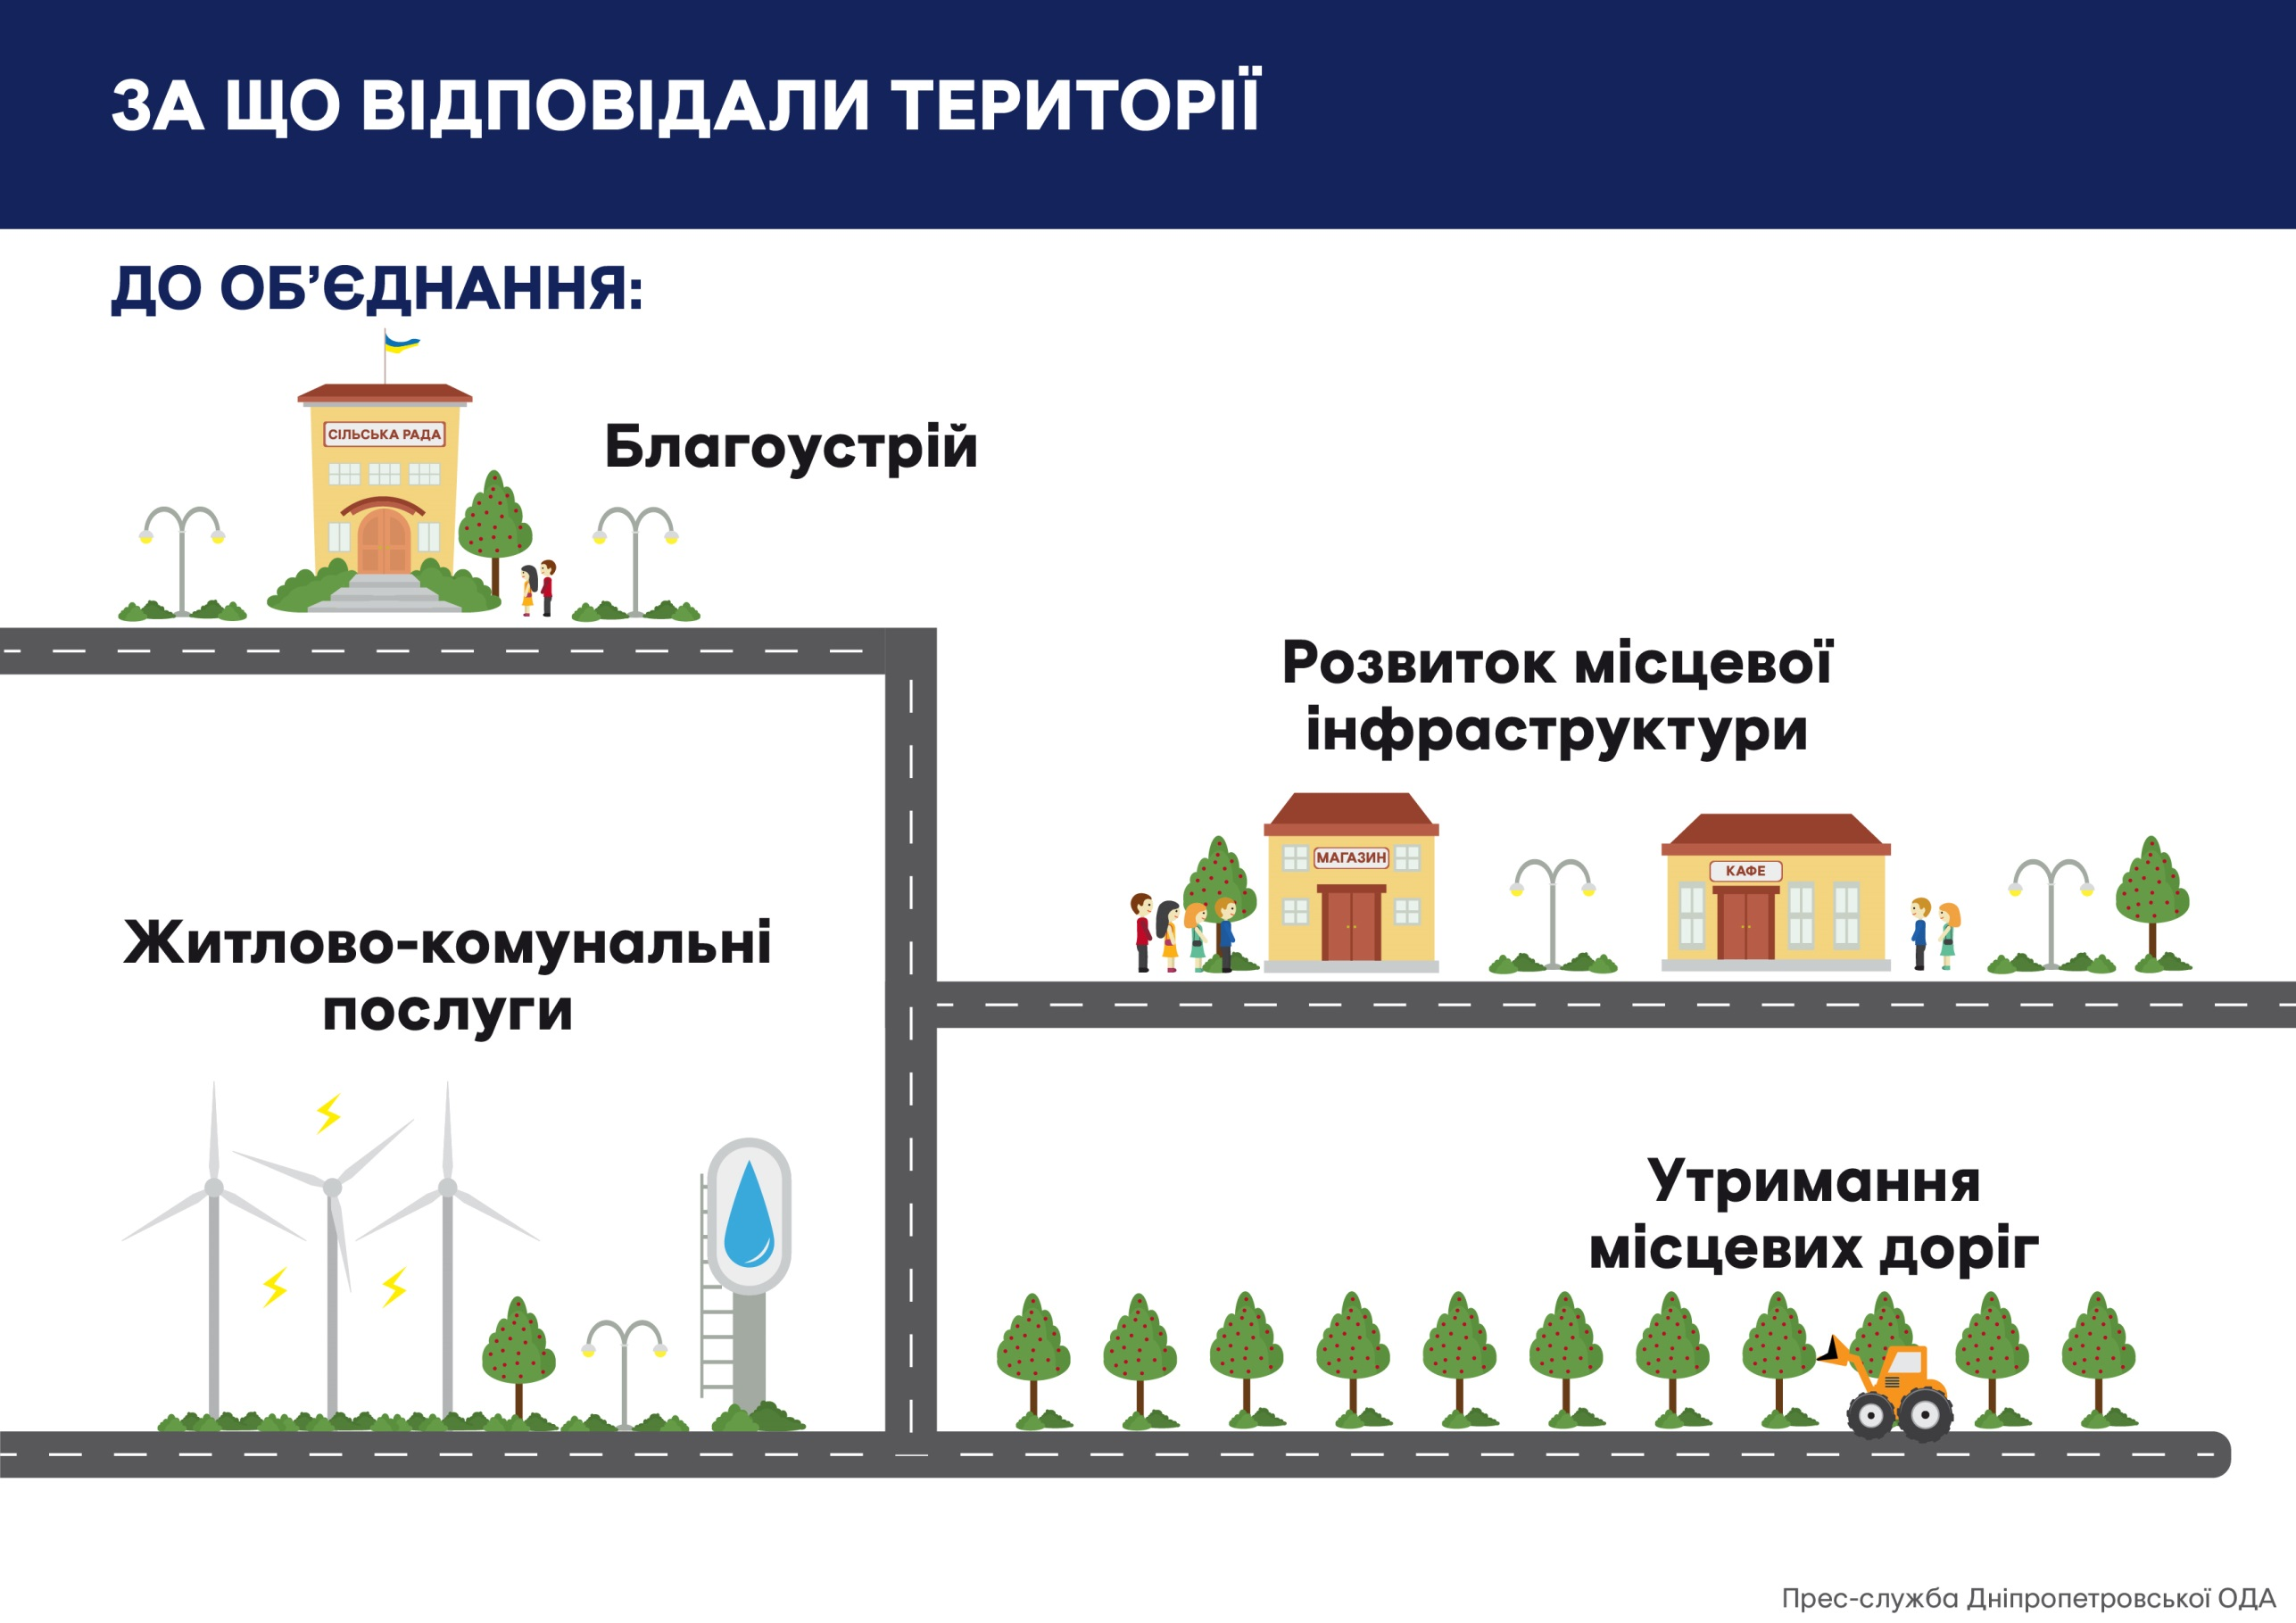 ЗА ЩО ВІДПОВІДАЛИ ТЕРИТОРІЇ
ДО ОБ’ЄДНАННЯ:
СІЛЬСЬКА РАДА
Благоустрій
Розвиток місцевої
інфраструктури
МАГАЗИН
КАФЕ
Житлово-комунальні
послуги
Утримання
місцевих доріг
Прес-служба Дніпропетровської ОДА